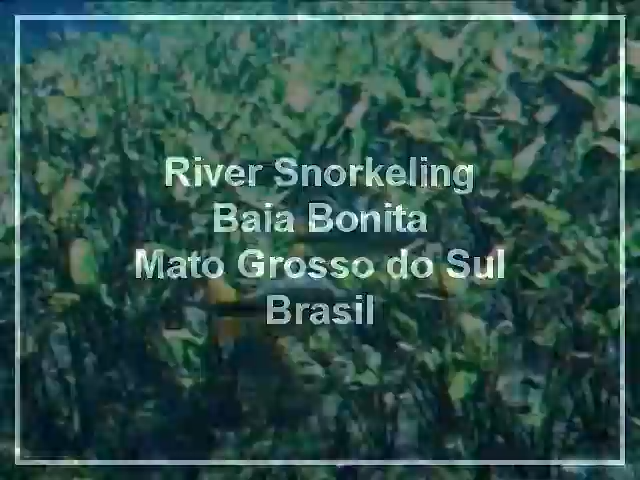 River Snorkeling
Baia Bonita
Mato Grosso do Sul
Brasil